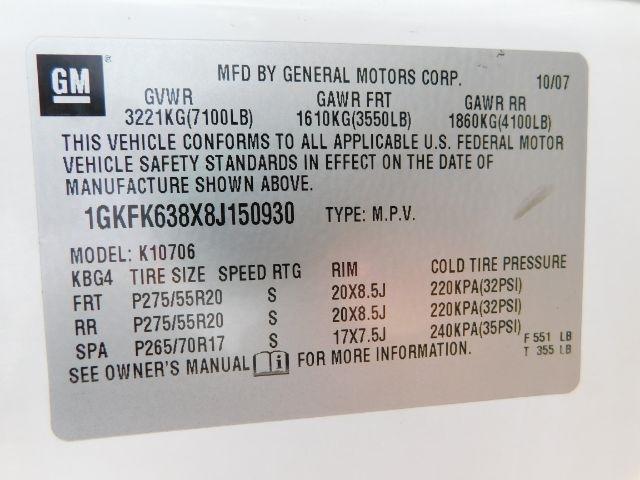 GM
MFD BY GENERAL MOTORS CORP. 10/07
GVWR GAWR FRT GAWR RR
3221KG(7100LB) 1610KG(3550LB) 1860KG(4100LB)
THIS VEHICLE CONFORMS TO ALL APPLICABLE U.S. FEDERAL MOTOR
VEHICLE SAFETY STANDARDS IN EFFECT ON THE DATE OF
MANUFACTURE SHOWN ABOVE.
1GKFK638X8J150930 TYPE: M.P.V.
MODEL: K10706
KBG4 TIRE SIZE SPEED RTG RIM COLD TIRE PRESSURE
FRT P275/55R20 S 20X8.5J 220KPA(32PSI)
RR P275/55R20 S 20X8.5J 220KPA(32PSI)
SPA P265/70R17 S 17X7.5J 240KPA(35PSI) F 551 LB
T 355 LB
SEE OWNER'S MANUAL i FOR MORE INFORMATION.